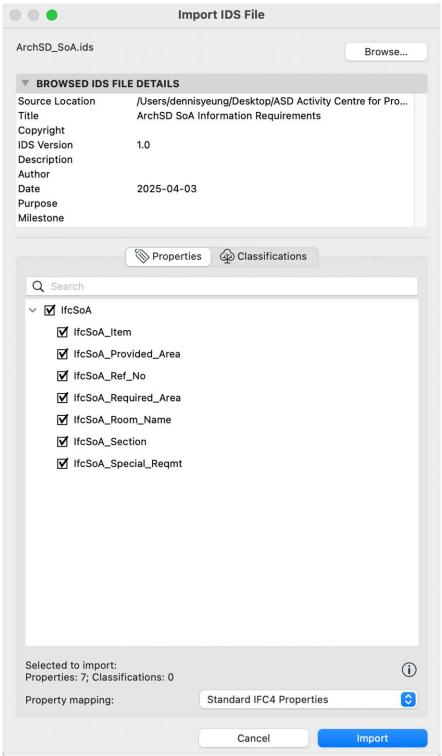 Import IDS File
ArchSD_SoA.ids
Browse...
BROWSED IDS FILE DETAILS
Source Location /Users/dennisyeung/Desktop/ASD Activity Centre for Pro...
Title ArchSD SoA Information Requirements
Copyright
IDS Version 1.0
Description
Author
Date 2025-04-03
Purpose
Milestone
Properties Classifications
Search
IfcSoA
IfcSoA_Item
IfcSoA_Provided_Area
IfcSoA_Ref_No
IfcSoA_Required_Area
IfcSoA_Room_Name
IfcSoA_Section
IfcSoA_Special_Reqmt
Selected to import:
Properties: 7; Classifications: 0
Property mapping: Standard IFC4 Properties
Cancel Import